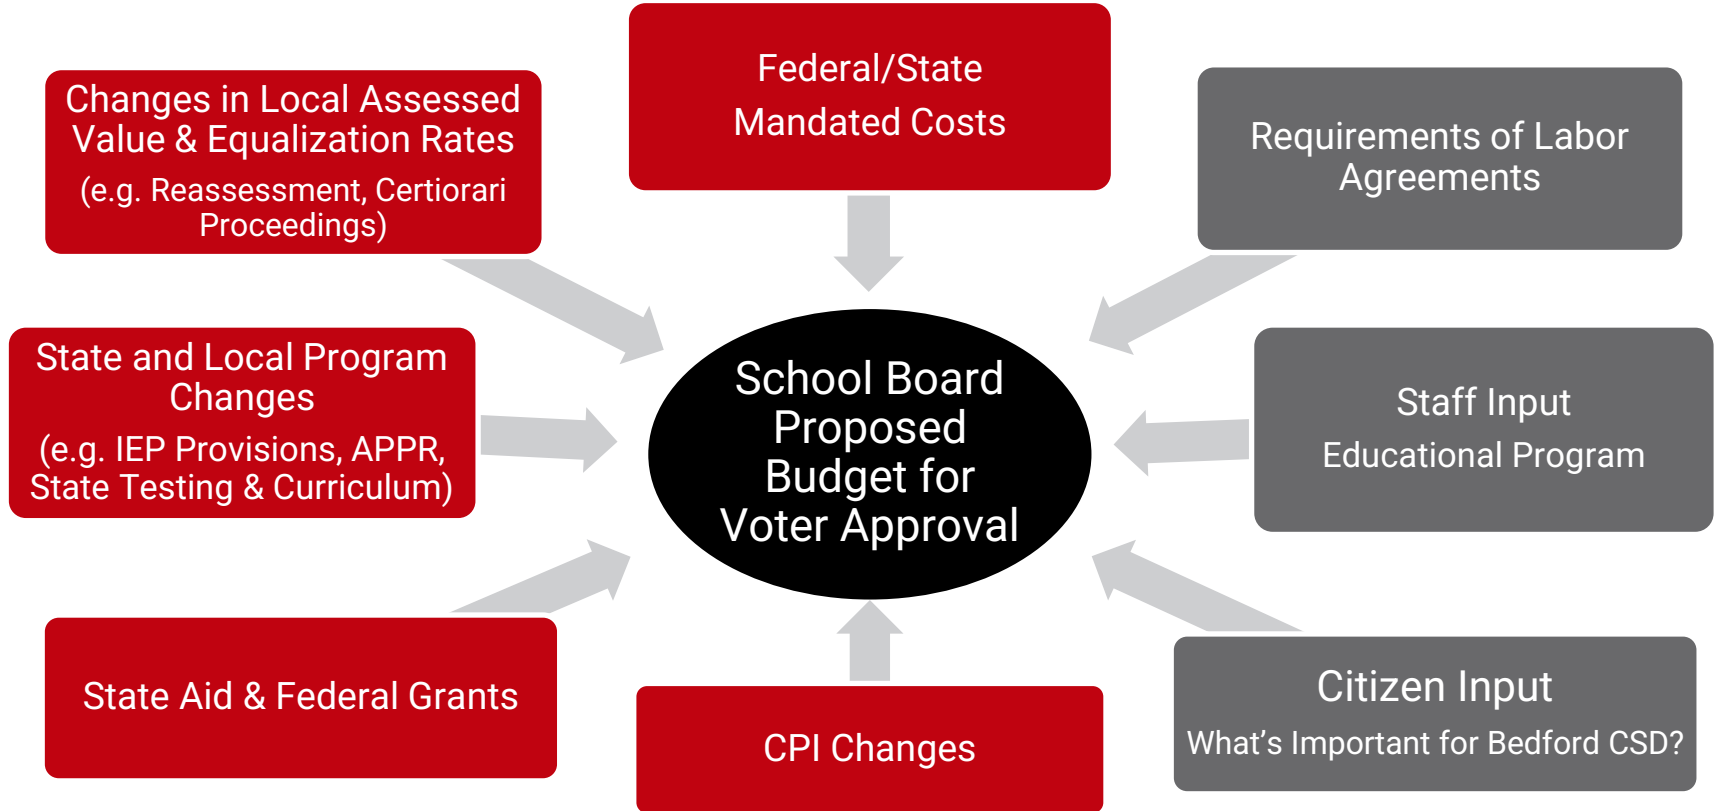 Federal/State
Mandated Costs
Changes in Local Assessed
Value & Equalization Rates
(e.g. Reassessment, Certiorari
Proceedings)
Requirements of Labor
Agreements
State and Local Program
Changes
(e.g. IEP Provisions, APPR,
State Testing & Curriculum)
School Board
Proposed
Budget for
Voter Approval
Staff Input
Educational Program
State Aid & Federal Grants
CPI Changes
Citizen Input
What’s Important for Bedford CSD?